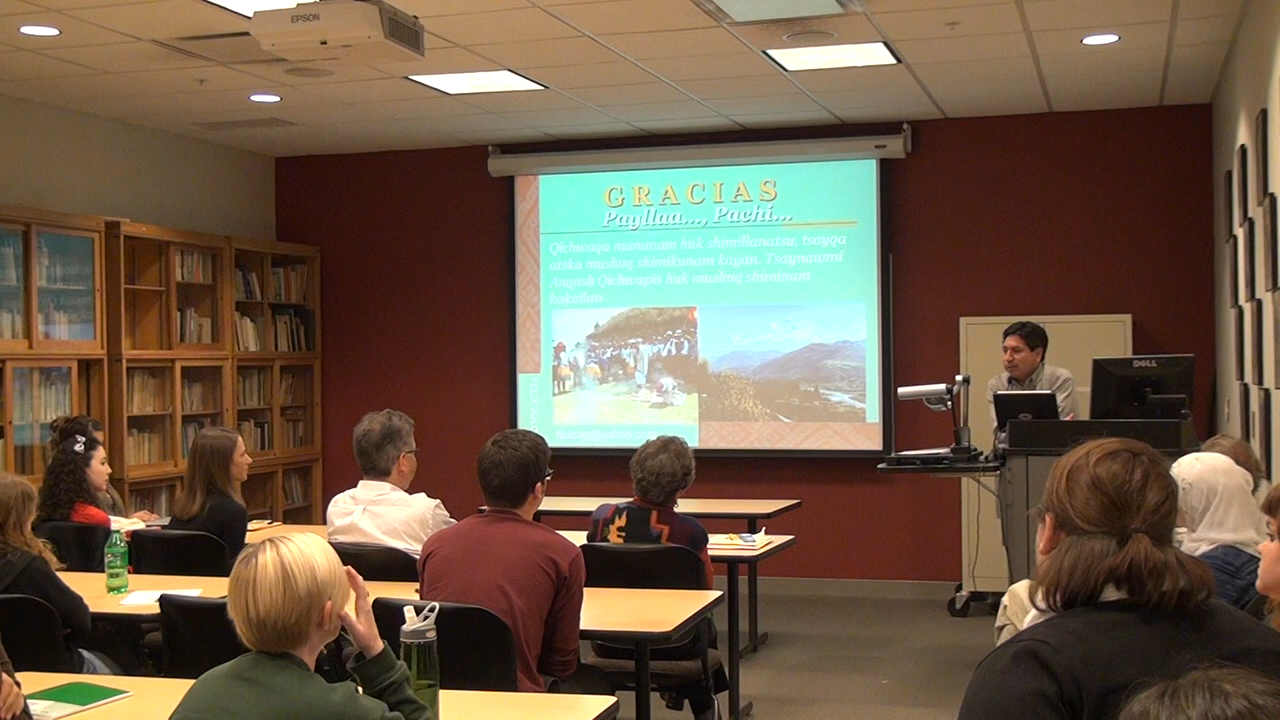 EPSON
GRACIAS
Payllaa..., Pachi...
Qichwaqa mananam huk shimillanatsu, tsayqa
atska mushuq shimikunam kayan. Tsaynawmi
Anqash Qichwapis huk mushuq shiminam
kakullan
DELL